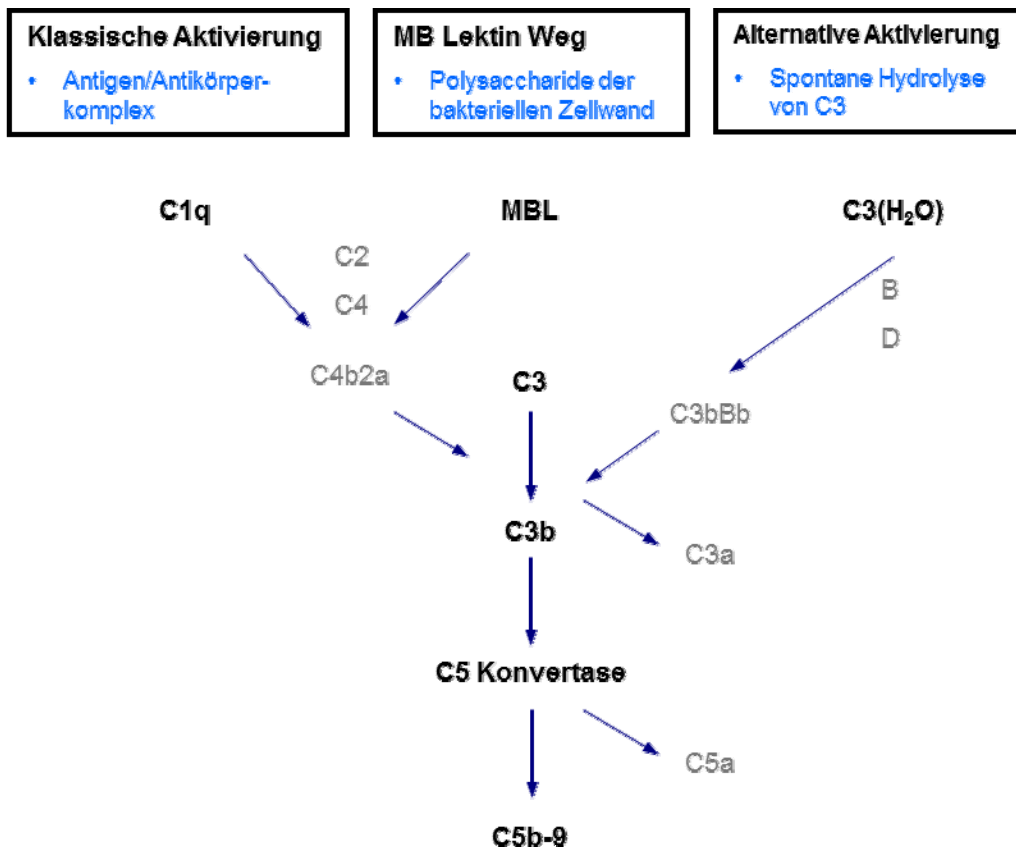 Klassische Aktivierung
• Antigen/Antikörper-
komplex
MB Lektin Weg
• Polysaccharide der
bakteriellen Zellwand
Alternative Aktivierung
• Spontane Hydrolyse
von C3
C1q
MBL
C3(H₂O)
C2
C4
B
D
C4b2a
C3
C3bBb
C3b
C3a
C5 Konvertase
C5a
C5b-9